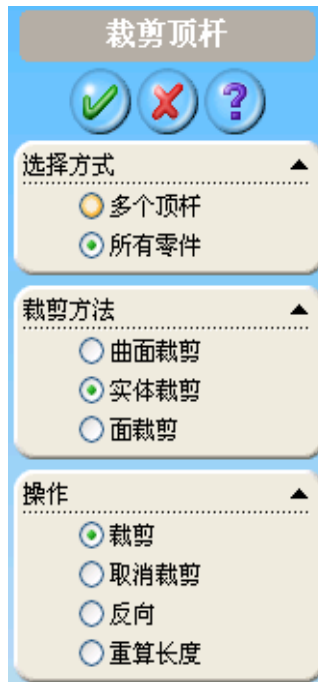 裁剪顶杆
?
选择方式
多个顶杆
所有零件
裁剪方法
曲面裁剪
实体裁剪
面裁剪
操作
裁剪
取消裁剪
反向
重算长度